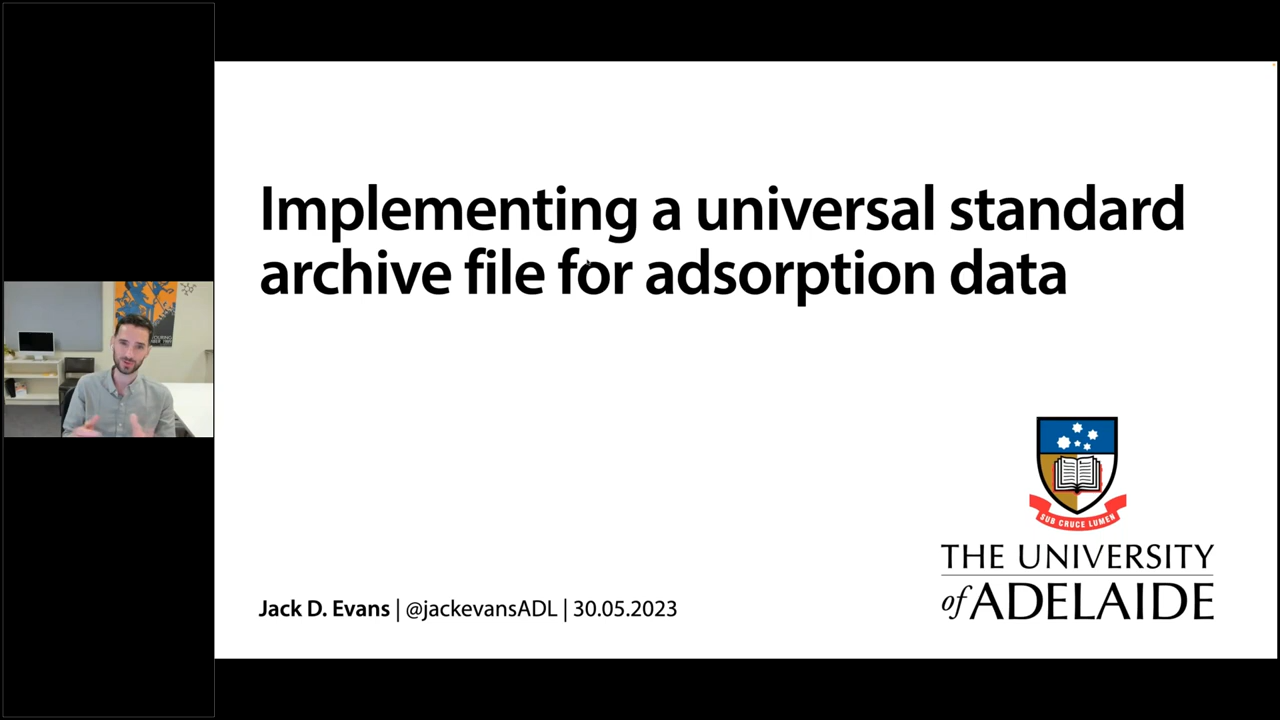 Implementing a universal standard
archive file for adsorption data
SUB CRUCE LUMEN
THE UNIVERSITY
of ADELAIDE
Jack D. Evans | @jackevansADL | 30.05.2023